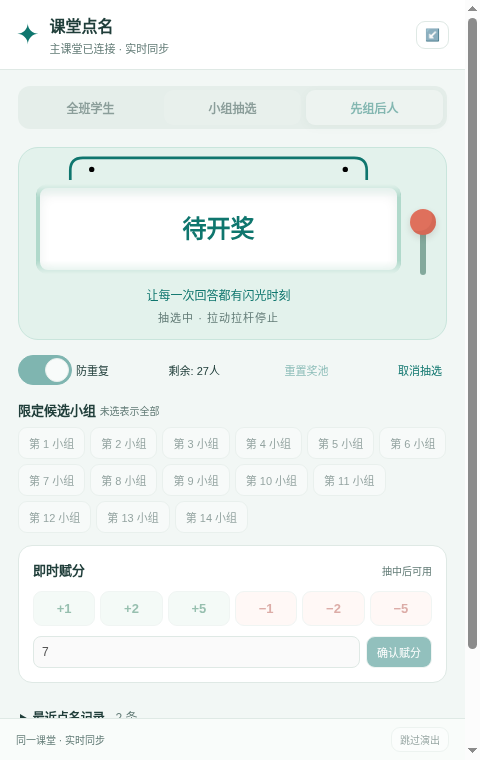 课堂点名
主课堂已连接 · 实时同步
全班学生 小组抽选 先组后人
待开奖
让每一次回答都有闪光时刻
抽选中 · 拉动拉杆停止
防重复 剩余: 27人 重置奖池 取消抽选
限定候选小组 未选表示全部
第 1 小组 第 2 小组 第 3 小组 第 4 小组 第 5 小组 第 6 小组
第 7 小组 第 8 小组 第 9 小组 第 10 小组 第 11 小组
第 12 小组 第 13 小组 第 14 小组
即时赋分 抽中后可用
+1 +2 +5 −1 −2 −5
7 确认赋分
最近点名记录 · 2 条
同一课堂 · 实时同步 跳过演出